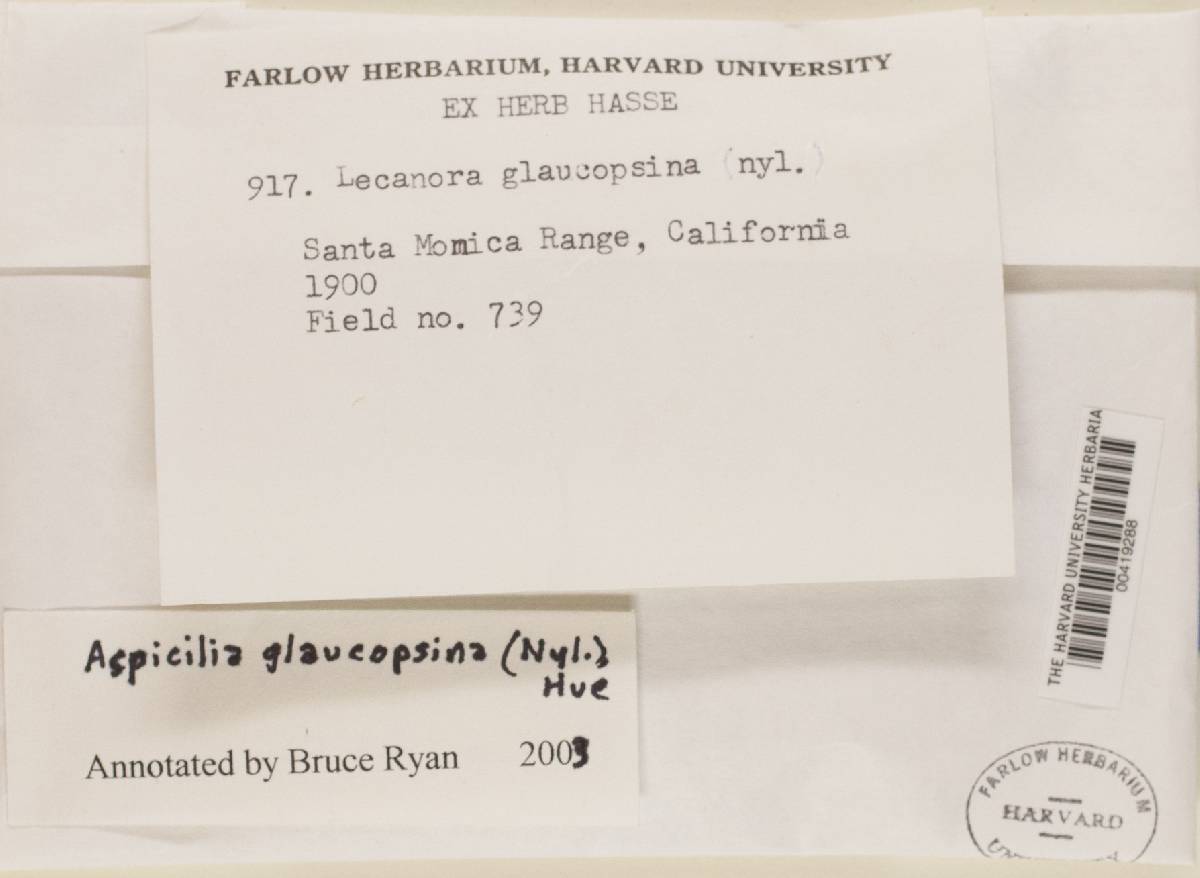 FARLOW HERBARIUM, HARVARD UNIVERSITY
EX HERB HASSE
917. Lecanora glaucopsina (nyl.)
Santa Momica Range, California
1900
Field no. 739
THE HARVARD UNIVERSITY HERBARIA
00419288
Aspicilia glaucopsina (Nyl.)
Hue
Annotated by Bruce Ryan 2003
FARLOW HERBARIUM
HARVARD